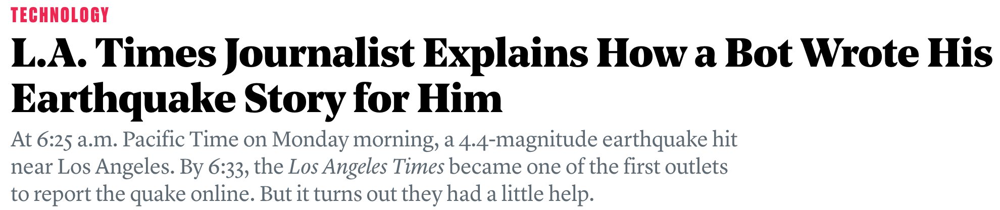 TECHNOLOGY
L.A. Times Journalist Explains How a Bot Wrote His
Earthquake Story for Him
At 6:25 a.m. Pacific Time on Monday morning, a 4.4-magnitude earthquake hit
near Los Angeles. By 6:33, the Los Angeles Times became one of the first outlets
to report the quake online. But it turns out they had a little help.